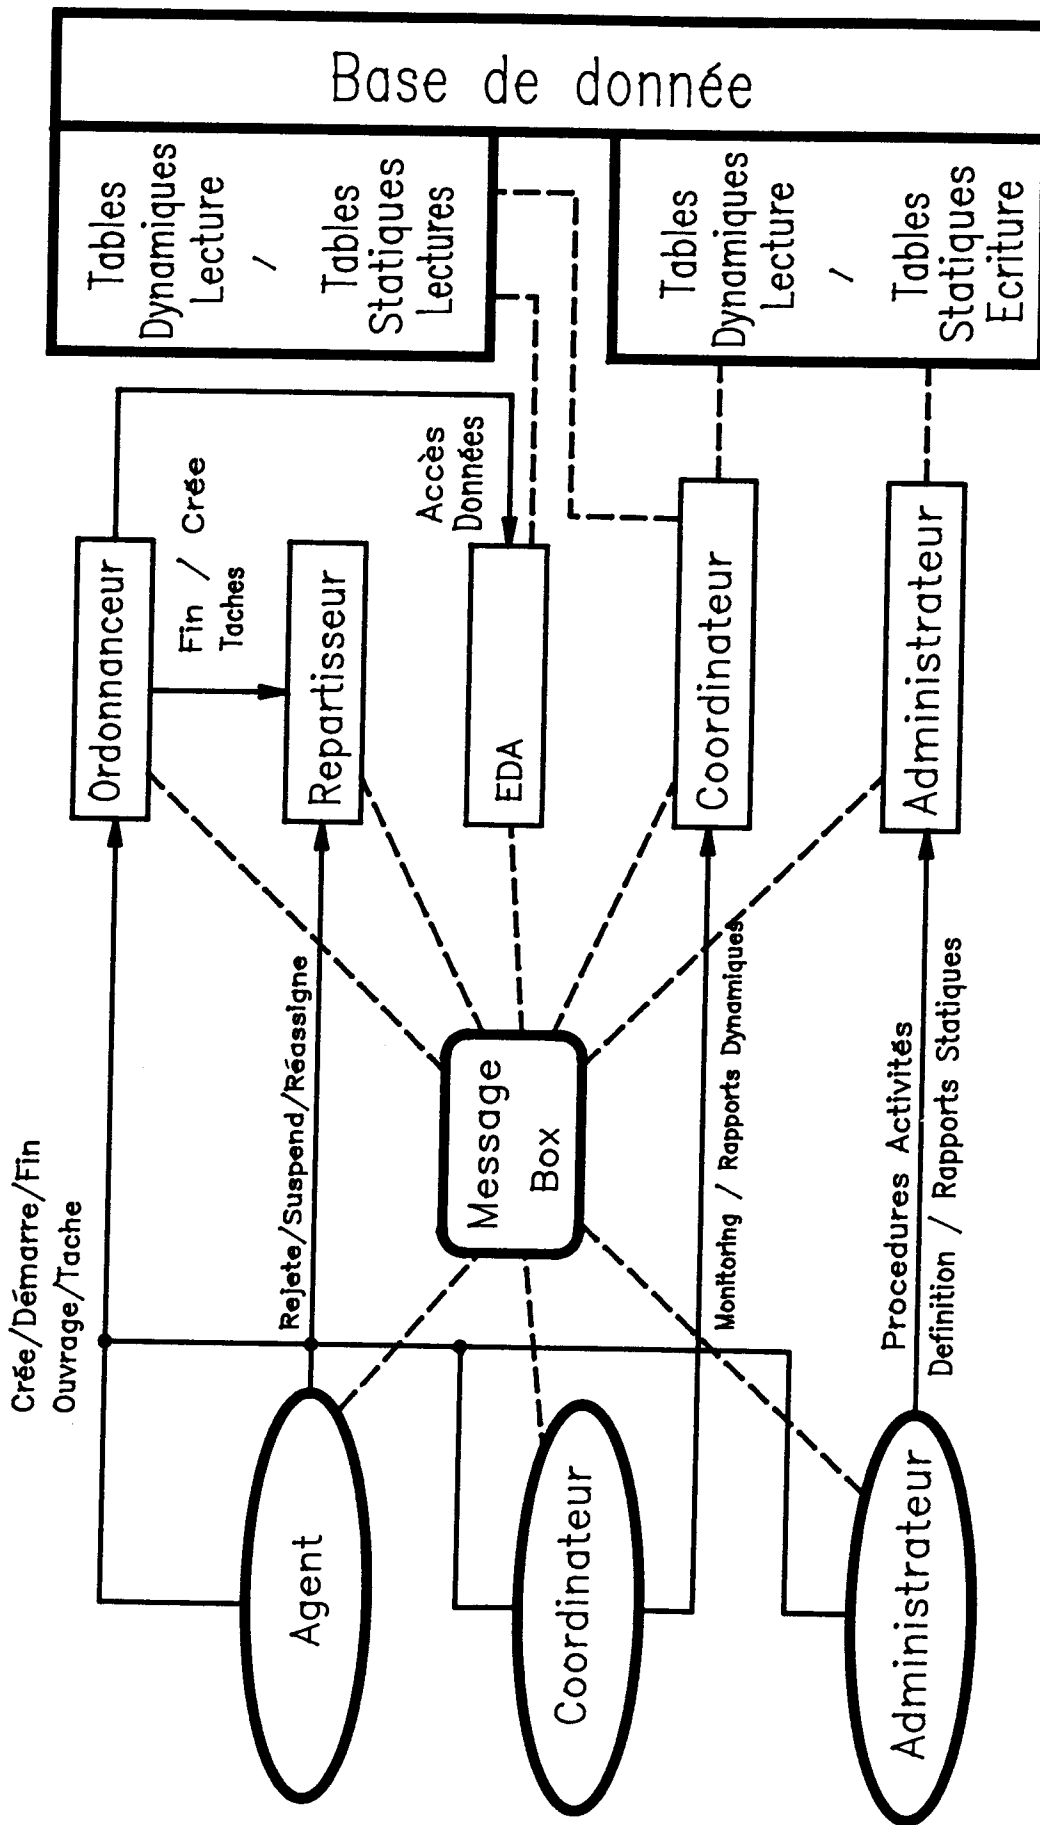 Crée/Démarre/Fin
Ouvrage/Tache
Rejete/Suspend/Réassigne
Agent
Coordinateur
Administrateur
Message
Box
Monitoring / Rapports Dynamiques
Procedures Activités
Definition / Rapports Statiques
Ordonnanceur
Fin / Crée
Taches
Repartisseur
Accès
Données
EDA
Coordinateur
Administrateur
Tables
Dynamiques
Lecture
/
Tables
Statiques
Lectures
Tables
Dynamiques
Lecture
/
Tables
Statiques
Ecriture
Base de donnée